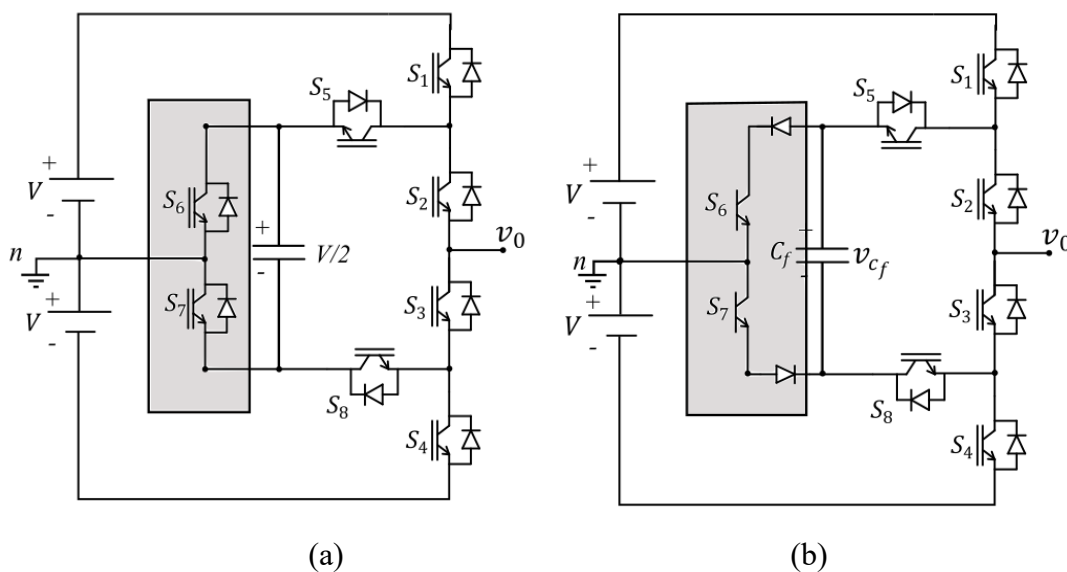 S1
S5
+
V
-
S6
S2
+
V/2
-
v0
n
+
V
-
S7
S3
S8
S4
(a)
S1
S5
+
V
-
S6
S2
+
Cf
-
vcf
v0
n
+
V
-
S7
S3
S8
S4
(b)